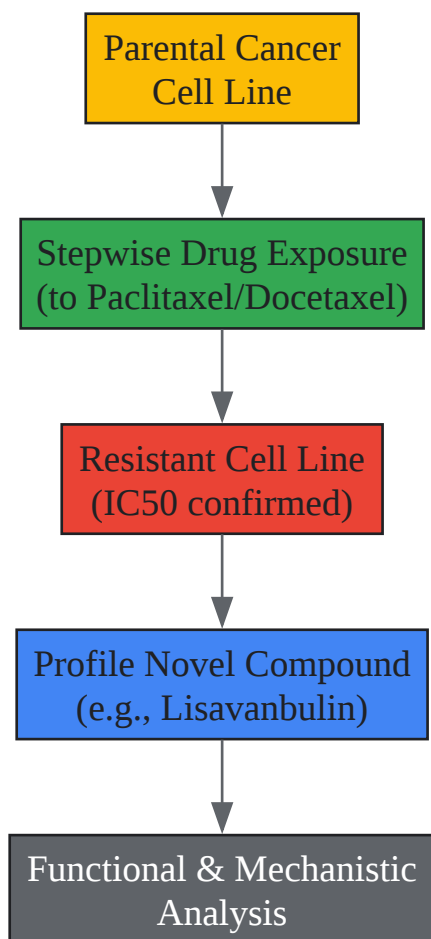 Parental Cancer
Cell Line
Stepwise Drug Exposure
(to Paclitaxel/Docetaxel)
Resistant Cell Line
(IC50 confirmed)
Profile Novel Compound
(e.g., Lisavanbulin)
Functional & Mechanistic
Analysis